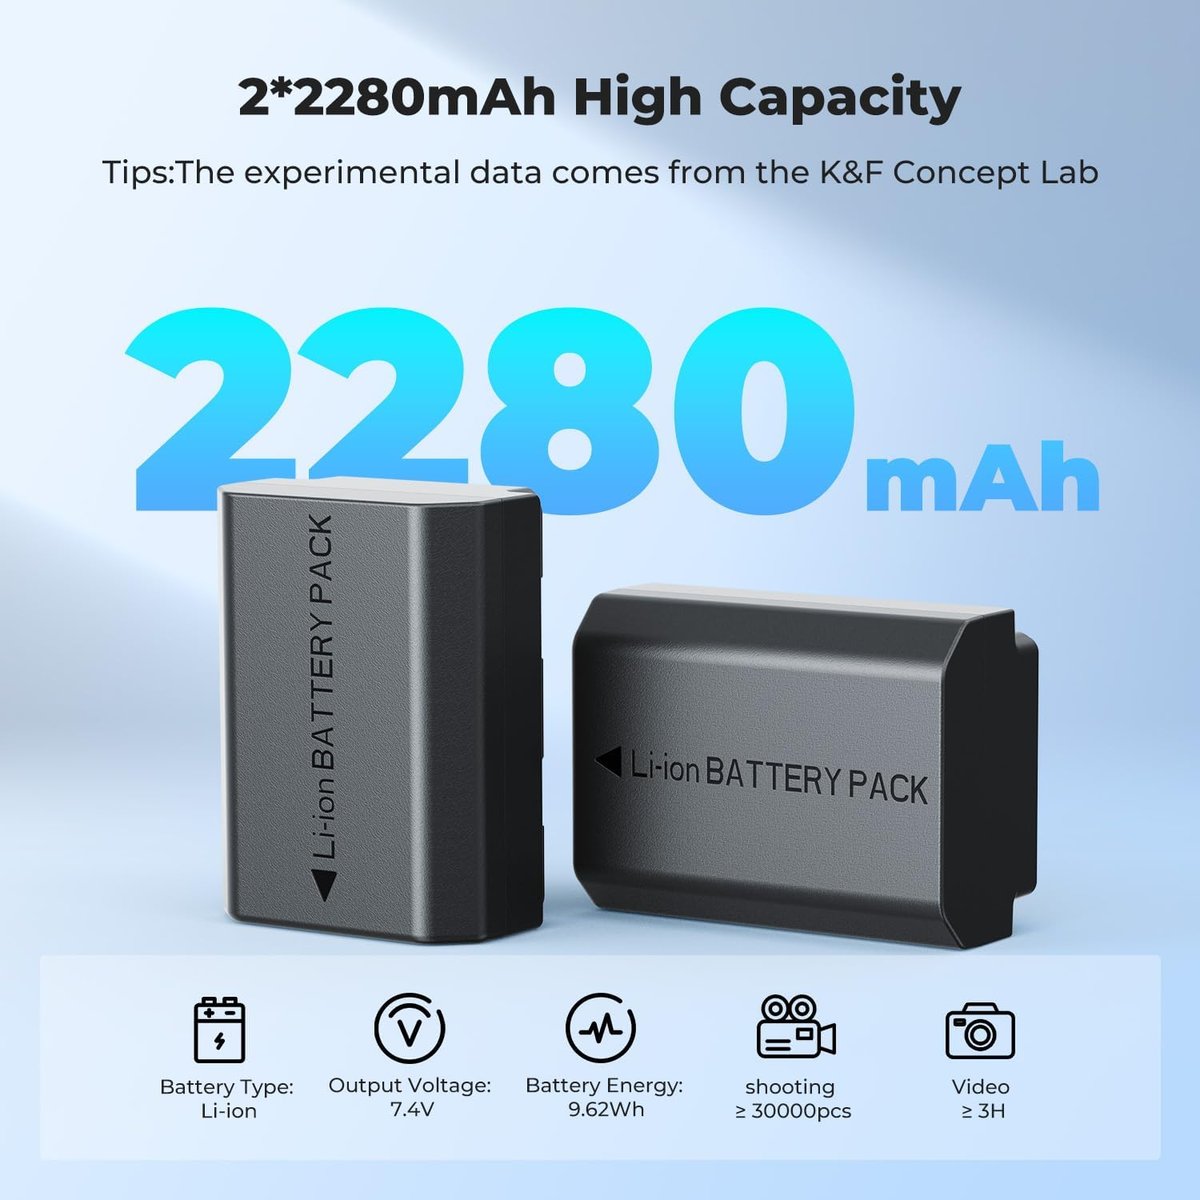 2*2280mAh High Capacity
Tips:The experimental data comes from the K&F Concept Lab
2280mAh
Li-ion BATTERY PACK
Li-ion BATTERY PACK
Battery Type:
Li-ion
Output Voltage:
7.4V
Battery Energy:
9.62Wh
shooting
≥ 30000pcs
Video
≥ 3H